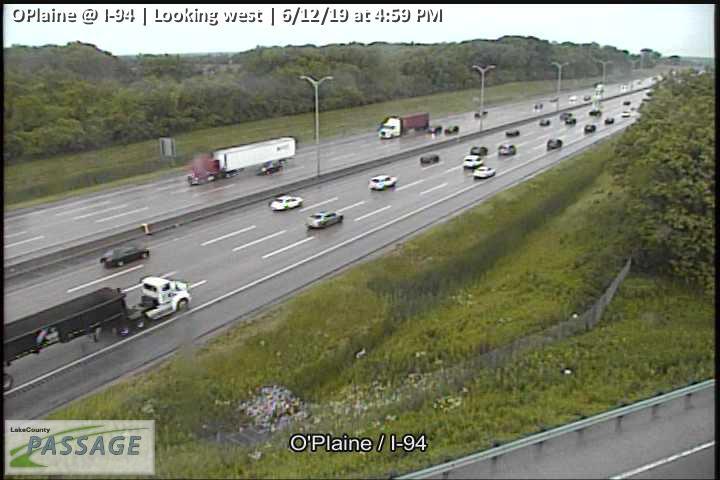 OPlaine @ I-94 | Looking west | 6/12/19 at 4:59 PM
O'Plaine / I-94
LakeCounty
PASSAGE